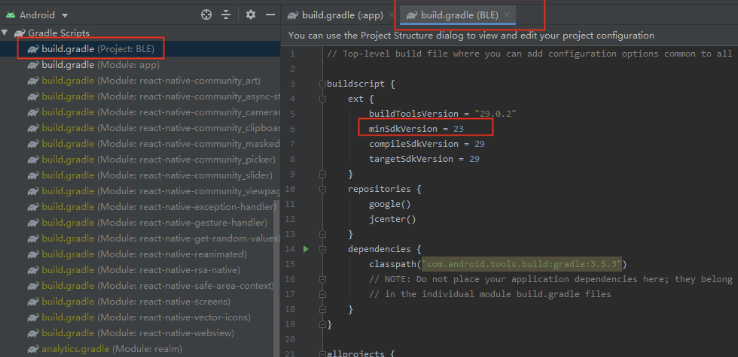 Android
build.gradle (:app)
build.gradle (BLE)
Gradle Scripts
build.gradle (Project: BLE)
build.gradle (Module: app)
build.gradle (Module: react-native-community_art)
build.gradle (Module: react-native-community_async-st
build.gradle (Module: react-native-community_camera
build.gradle (Module: react-native-community_clipboar
build.gradle (Module: react-native-community_masked
build.gradle (Module: react-native-community_picker)
build.gradle (Module: react-native-community_slider)
build.gradle (Module: react-native-community_viewpag
build.gradle (Module: react-native-exception-handler)
build.gradle (Module: react-native-gesture-handler)
build.gradle (Module: react-native-get-random-values)
build.gradle (Module: react-native-reanimated)
build.gradle (Module: react-native-rsa-native)
build.gradle (Module: react-native-safe-area-context)
build.gradle (Module: react-native-screens)
build.gradle (Module: react-native-vector-icons)
build.gradle (Module: react-native-webview)
analytics.gradle (Module: realm)
You can use the Project Structure dialog to view and edit your project configuration
1 // Top-level build file where you can add configuration options common to all
2
3 buildscript {
4 ext {
5 buildToolsVersion = "29.0.2"
6 minSdkVersion = 23
7 compileSdkVersion = 29
8 targetSdkVersion = 29
9 }
10 repositories {
11 google()
12 jcenter()
13 }
14 dependencies {
15 classpath("com.android.tools.build:gradle:3.5.3")
16 // NOTE: Do not place your application dependencies here; they belong
17 // in the individual module build.gradle files
18 }
19 }
20
21 allprojects {